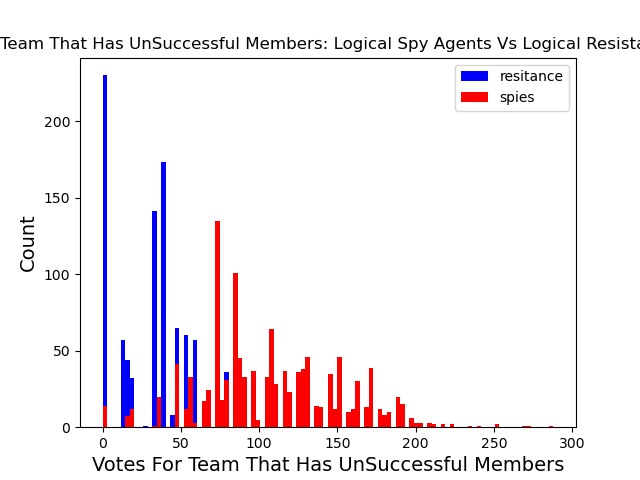 Team That Has UnSuccessful Members: Logical Spy Agents Vs Logical
resitance
spies
Count
200
150
100
50
0
0 50 100 150 200 250 300
Votes For Team That Has UnSuccessful Members